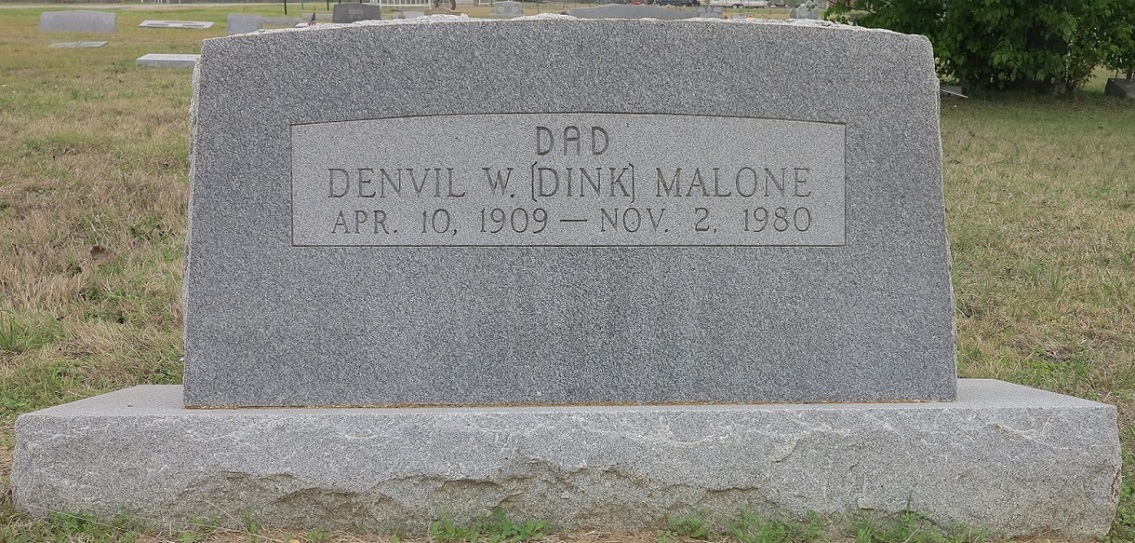 DAD
DENVIL W. (DINK) MALONE
APR. 10, 1909 — NOV. 2, 1980